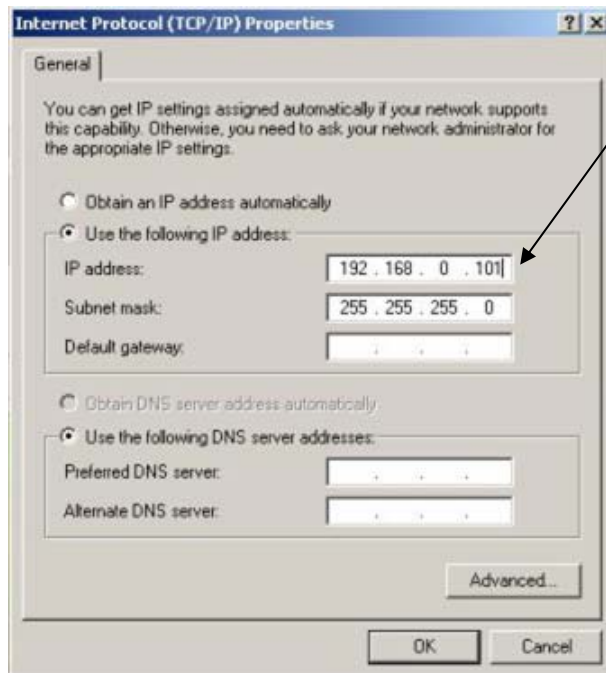 Internet Protocol (TCP/IP) Properties
General
You can get IP settings assigned automatically if your network supports
this capability. Otherwise, you need to ask your network administrator for
the appropriate IP settings.
Obtain an IP address automatically
Use the following IP address:
IP address: 192 . 168 . 0 . 101
Subnet mask: 255 . 255 . 255 . 0
Default gateway: . . .
Obtain DNS server address automatically
Use the following DNS server addresses:
Preferred DNS server: . . .
Alternate DNS server: . . .
Advanced...
OK Cancel